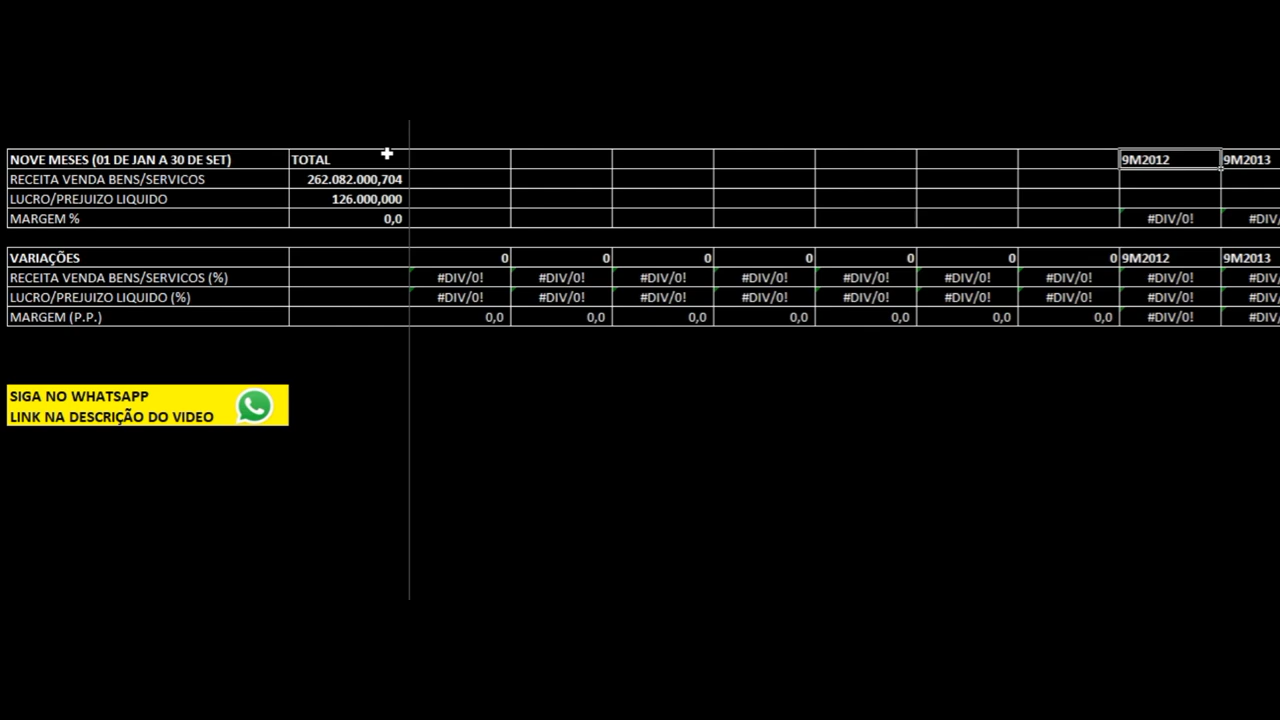 NOVE MESES (01 DE JAN A 30 DE SET) TOTAL 9M2012 9M2013
RECEITA VENDA BENS/SERVICOS 262.082.000,704
LUCRO/PREJUIZO LIQUIDO 126.000,000
MARGEM % 0,0 #DIV/0! #DIV/
VARIAÇÕES 0 0 0 0 0 0 0 9M2012 9M2013
RECEITA VENDA BENS/SERVICOS (%) #DIV/0! #DIV/0! #DIV/0! #DIV/0! #DIV/0! #DIV/0! #DIV/0! #DIV/0! #DIV/
LUCRO/PREJUIZO LIQUIDO (%) #DIV/0! #DIV/0! #DIV/0! #DIV/0! #DIV/0! #DIV/0! #DIV/0! #DIV/0! #DIV/
MARGEM (P.P.) 0,0 0,0 0,0 0,0 0,0 0,0 0,0 #DIV/0! #DIV/
SIGA NO WHATSAPP
LINK NA DESCRIÇÃO DO VIDEO